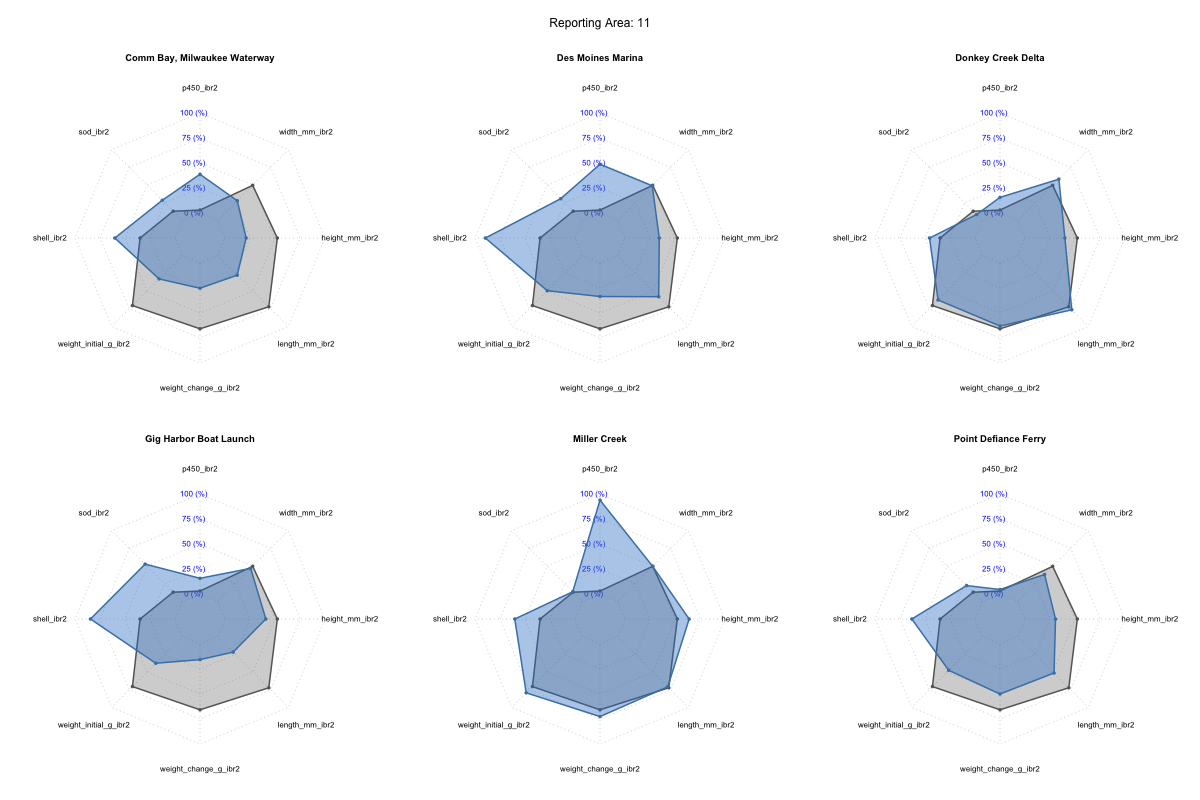 Reporting Area: 11
Comm Bay, Milwaukee Waterway
p450_ibr2
100 (%)
sod_ibr2
width_mm_ibr2
75 (%)
50 (%)
25 (%)
0 (%)
shell_ibr2
height_mm_ibr2
weight_initial_g_ibr2
length_mm_ibr2
weight_change_g_ibr2
Des Moines Marina
p450_ibr2
100 (%)
sod_ibr2
width_mm_ibr2
75 (%)
50 (%)
25 (%)
0 (%)
shell_ibr2
height_mm_ibr2
weight_initial_g_ibr2
length_mm_ibr2
weight_change_g_ibr2
Donkey Creek Delta
p450_ibr2
100 (%)
sod_ibr2
width_mm_ibr2
75 (%)
50 (%)
25 (%)
0 (%)
shell_ibr2
height_mm_ibr2
weight_initial_g_ibr2
length_mm_ibr2
weight_change_g_ibr2
Gig Harbor Boat Launch
p450_ibr2
100 (%)
sod_ibr2
width_mm_ibr2
75 (%)
50 (%)
25 (%)
0 (%)
shell_ibr2
height_mm_ibr2
weight_initial_g_ibr2
length_mm_ibr2
weight_change_g_ibr2
Miller Creek
p450_ibr2
100 (%)
sod_ibr2
width_mm_ibr2
75 (%)
50 (%)
25 (%)
0 (%)
shell_ibr2
height_mm_ibr2
weight_initial_g_ibr2
length_mm_ibr2
weight_change_g_ibr2
Point Defiance Ferry
p450_ibr2
100 (%)
sod_ibr2
width_mm_ibr2
75 (%)
50 (%)
25 (%)
0 (%)
shell_ibr2
height_mm_ibr2
weight_initial_g_ibr2
length_mm_ibr2
weight_change_g_ibr2